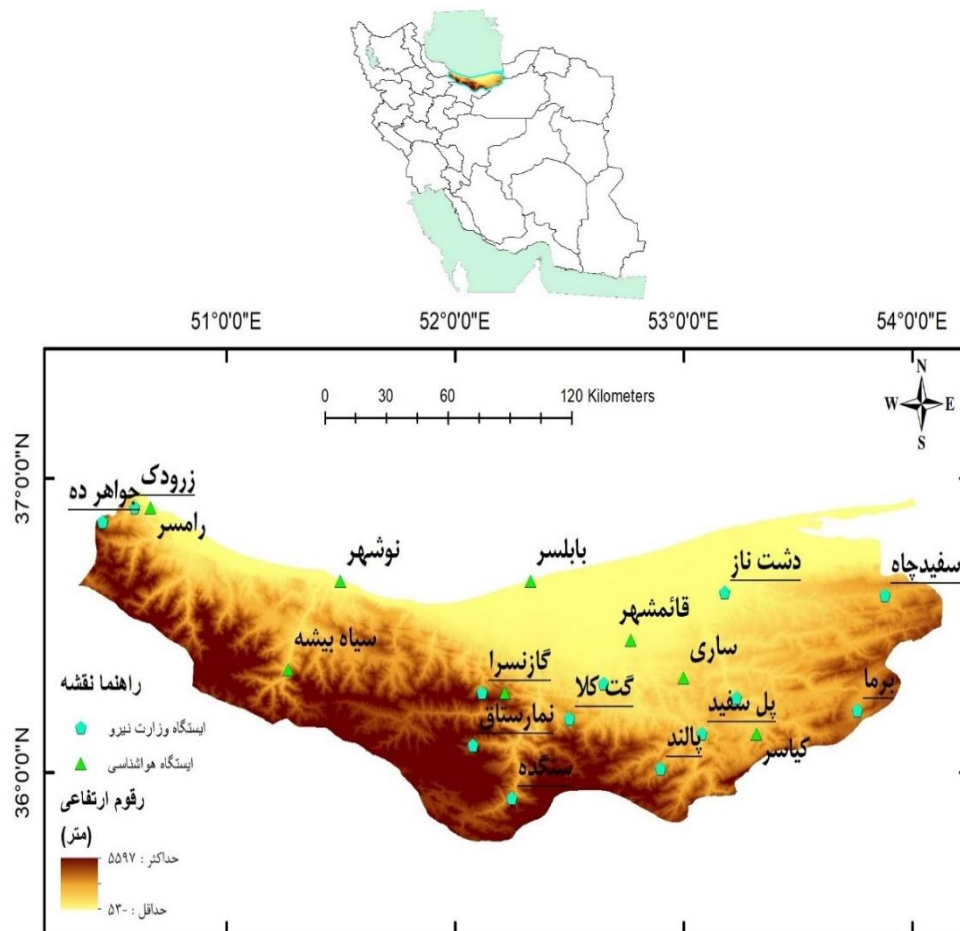 51°0'0"E 52°0'0"E 53°0'0"E 54°0'0"E
0 30 60 120 Kilometers
N
W E
S
37°0'0"N
36°0'0"N
زرودک
جواهر ده
رامسر
نوشهر
بابلسر
دشت ناز
سفیدچاه
قائمشهر
سیاه بیشه
ساری
گازنسرا
گت کلا
برما
نمارستاق
پل سفید
پالند
کیاسر
سنگده
راهنما نقشه
ایستگاه وزارت نیرو
ایستگاه هواشناسی
رقوم ارتفاعی
(متر)
حداکثر : ۵۵۹۷
حداقل : ۵۳-